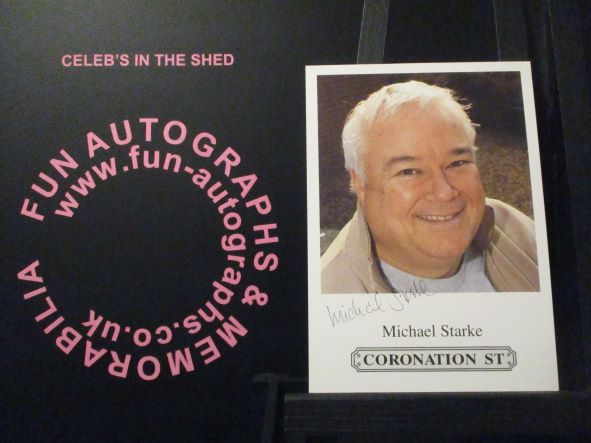 CELEB'S IN THE SHED
FUN AUTOGRAPHS & MEMORABILIA
www.fun-autographs.co.uk
Michael Starke
Michael Starke
CORONATION ST